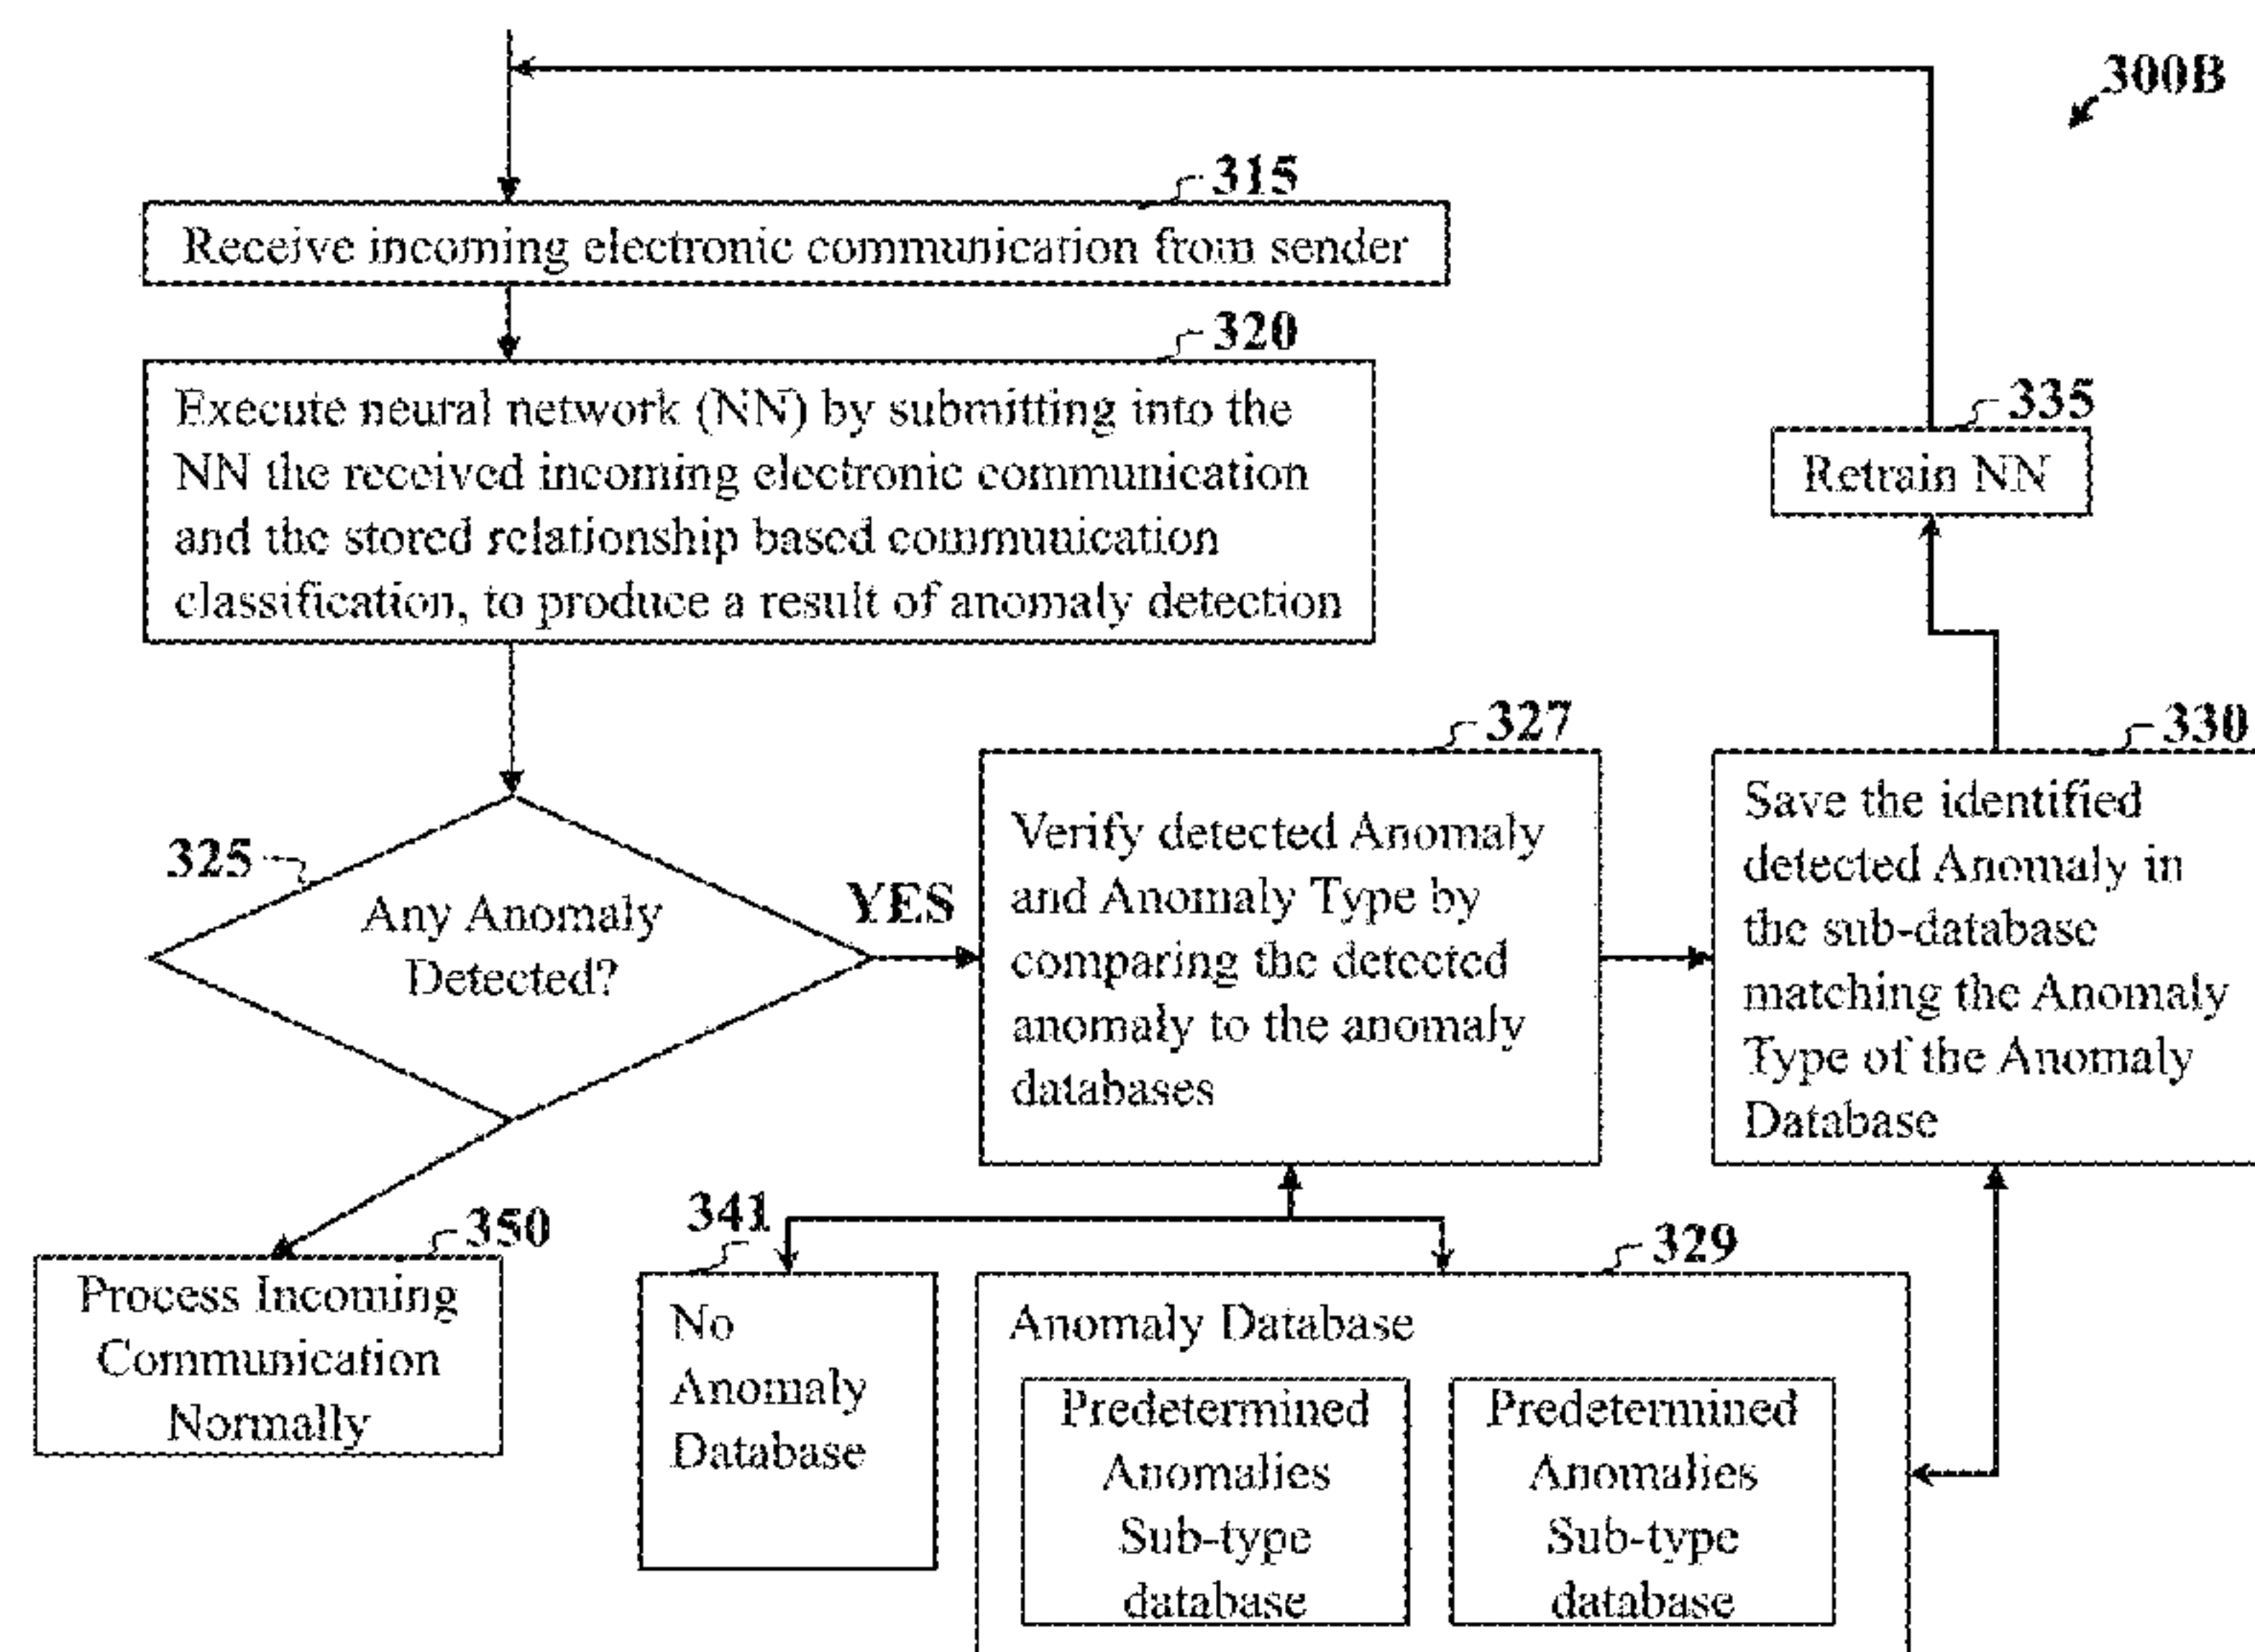 300B
315
Receive incoming electronic communication from sender
320
Execute neural network (NN) by submitting into the
NN the received incoming electronic communication
and the stored relationship based communication
classification, to produce a result of anomaly detection
335
Retrain NN
325
Any Anomaly
Detected?
YES
327
Verify detected Anomaly
and Anomaly Type by
comparing the detected
anomaly to the anomaly
databases
330
Save the identified
detected Anomaly in
the sub-database
matching the Anomaly
Type of the Anomaly
Database
350
Process Incoming
Communication
Normally
341
No
Anomaly
Database
329
Anomaly Database
Predetermined
Anomalies
Sub-type
database
Predetermined
Anomalies
Sub-type
database